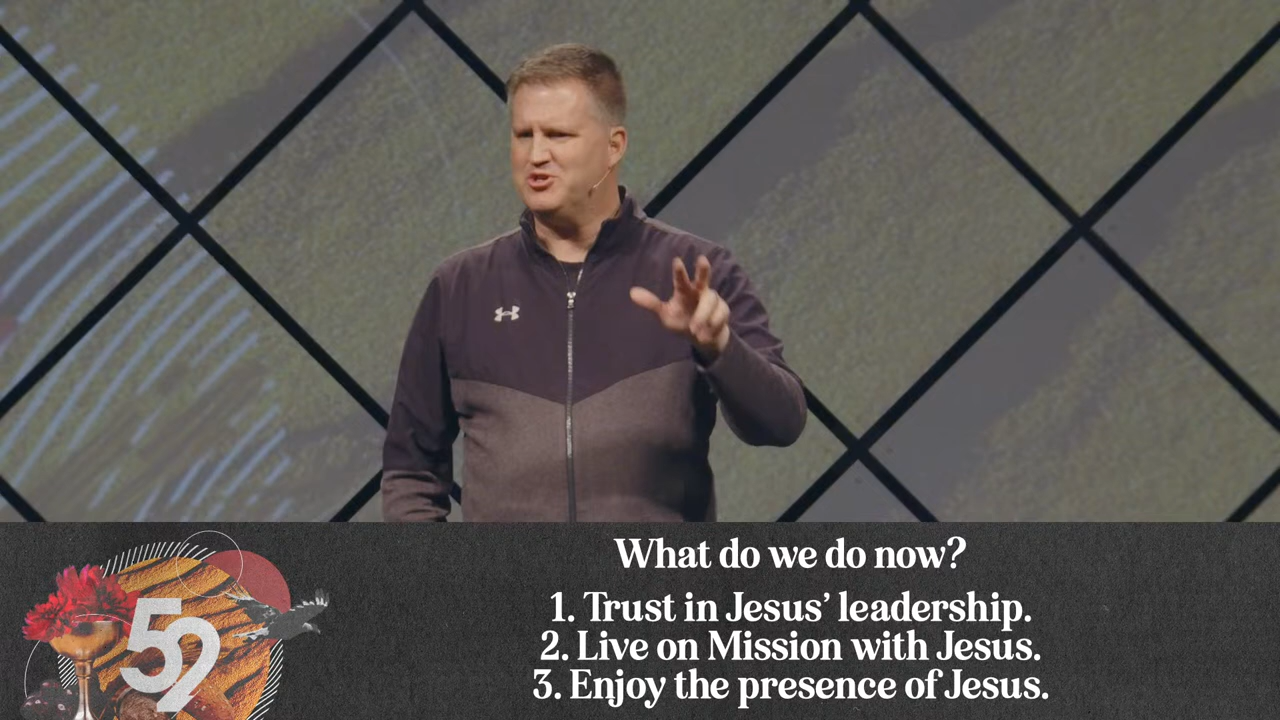 What do we do now?
1. Trust in Jesus’ leadership.
2. Live on Mission with Jesus.
3. Enjoy the presence of Jesus.
52